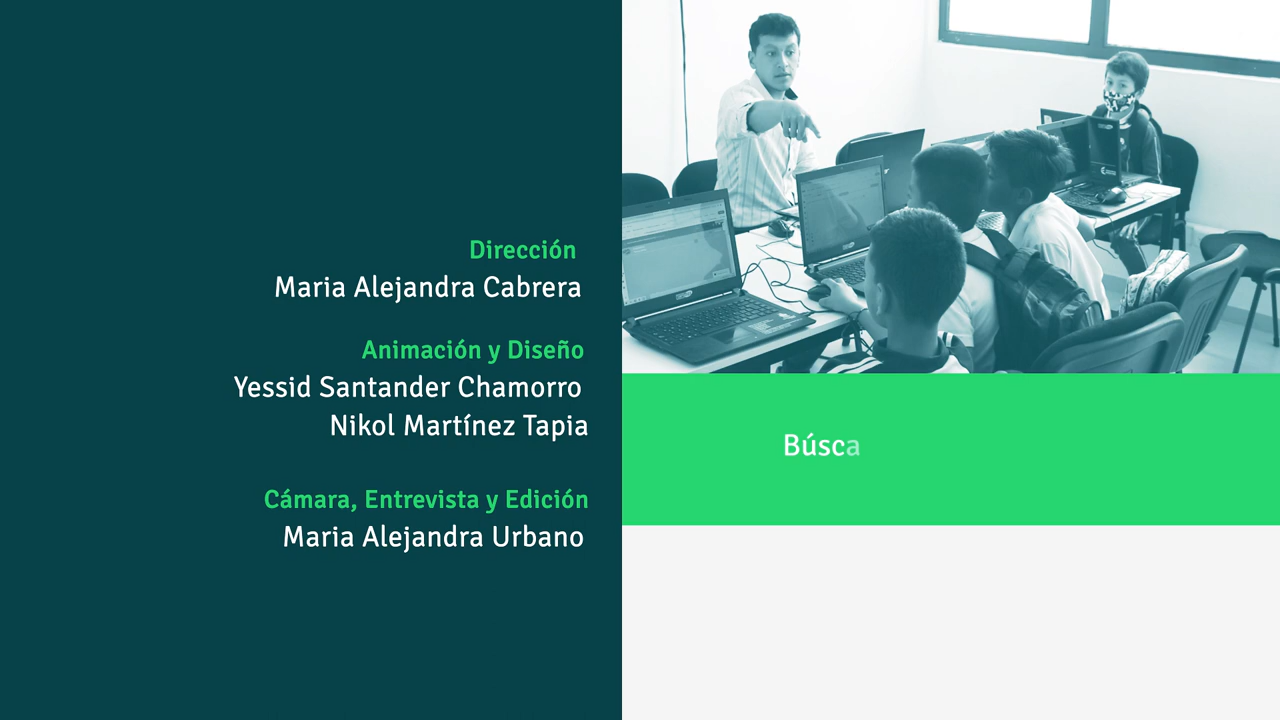 Dirección
Maria Alejandra Cabrera
Animación y Diseño
Yessid Santander Chamorro
Nikol Martínez Tapia
Cámara, Entrevista y Edición
Maria Alejandra Urbano
Búsca